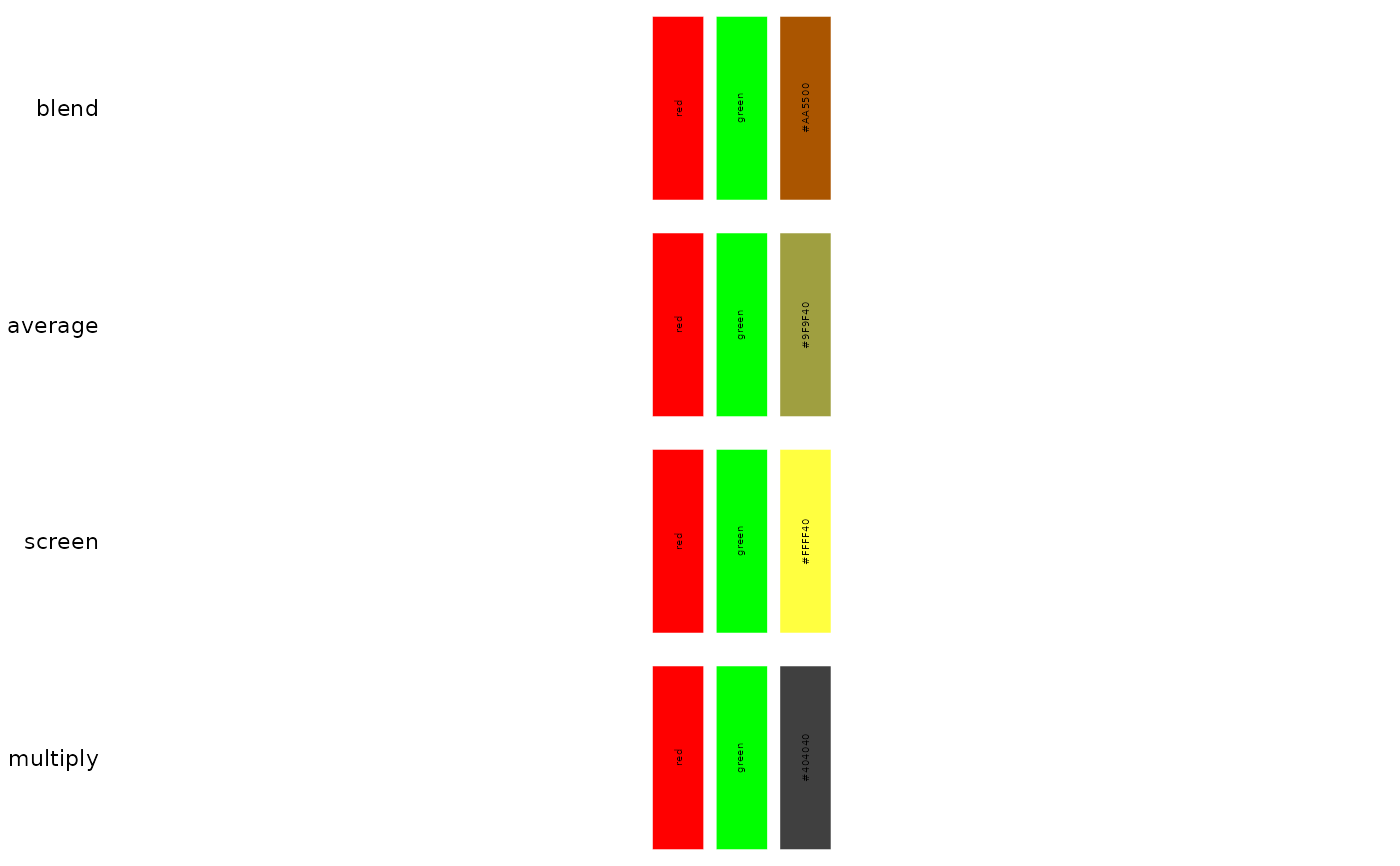 blend
red
green
#AA5500
average
red
green
#9F9F40
screen
red
green
#FFFF40
multiply
red
green
#404040